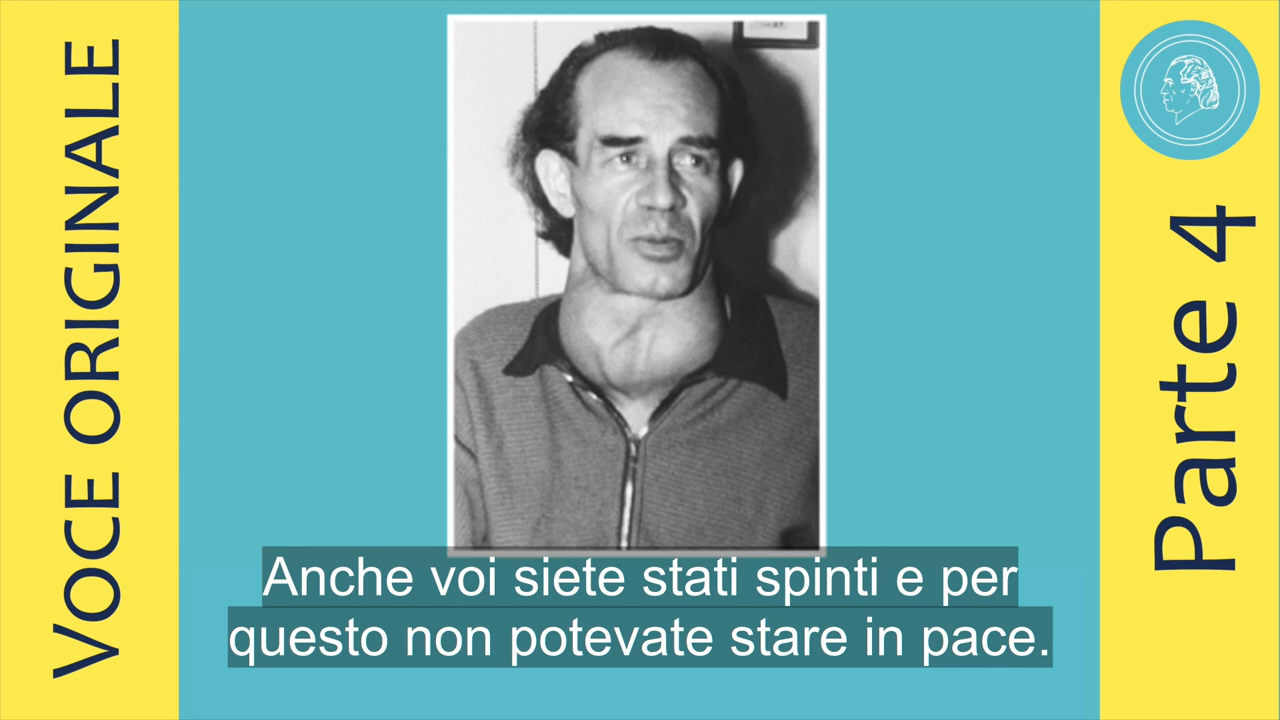 VOCE ORIGINALE
Parte 4
Anche voi siete stati spinti e per
questo non potevate stare in pace.